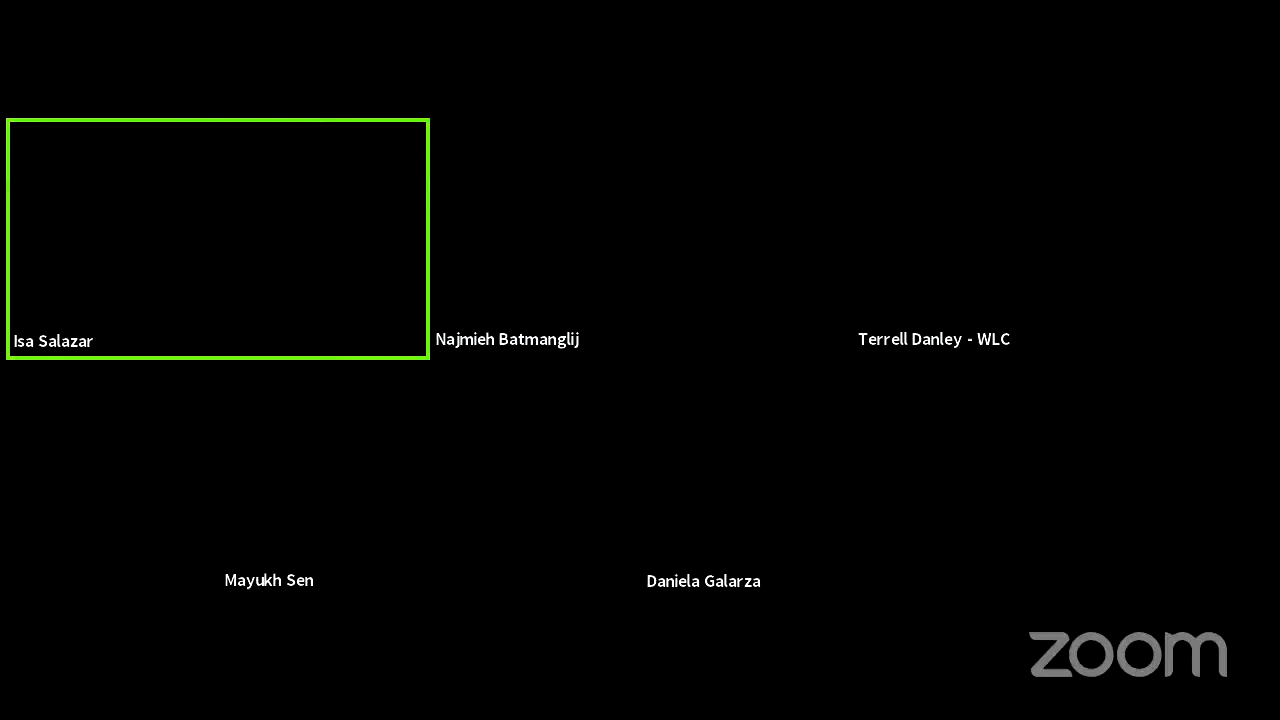 Isa Salazar
Najmieh Batmanglij
Terrell Danley - WLC
Mayukh Sen
Daniela Galarza
zoom